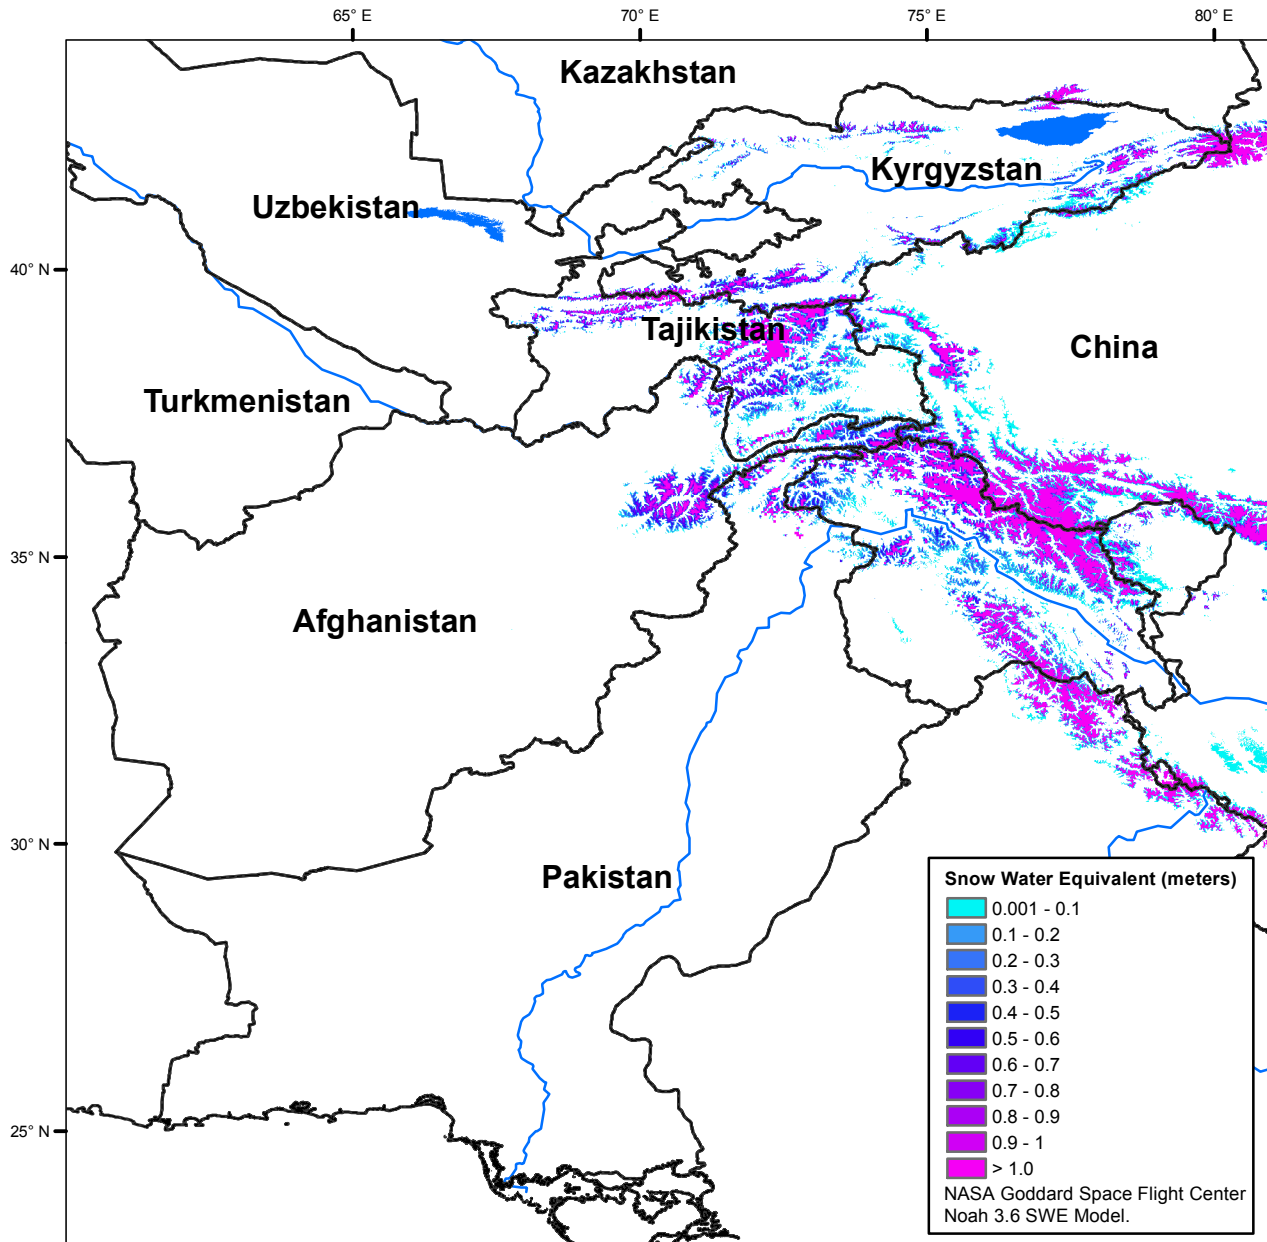 65° E
70° E
75° E
80° E
Kazakhstan
Kyrgyzstan
Uzbekistan
40° N
Tajikistan
China
Turkmenistan
35° N
Afghanistan
30° N
Pakistan
25° N
Snow Water Equivalent (meters)
0.001 - 0.1
0.1 - 0.2
0.2 - 0.3
0.3 - 0.4
0.4 - 0.5
0.5 - 0.6
0.6 - 0.7
0.7 - 0.8
0.8 - 0.9
0.9 - 1
> 1.0
NASA Goddard Space Flight Center
Noah 3.6 SWE Model.